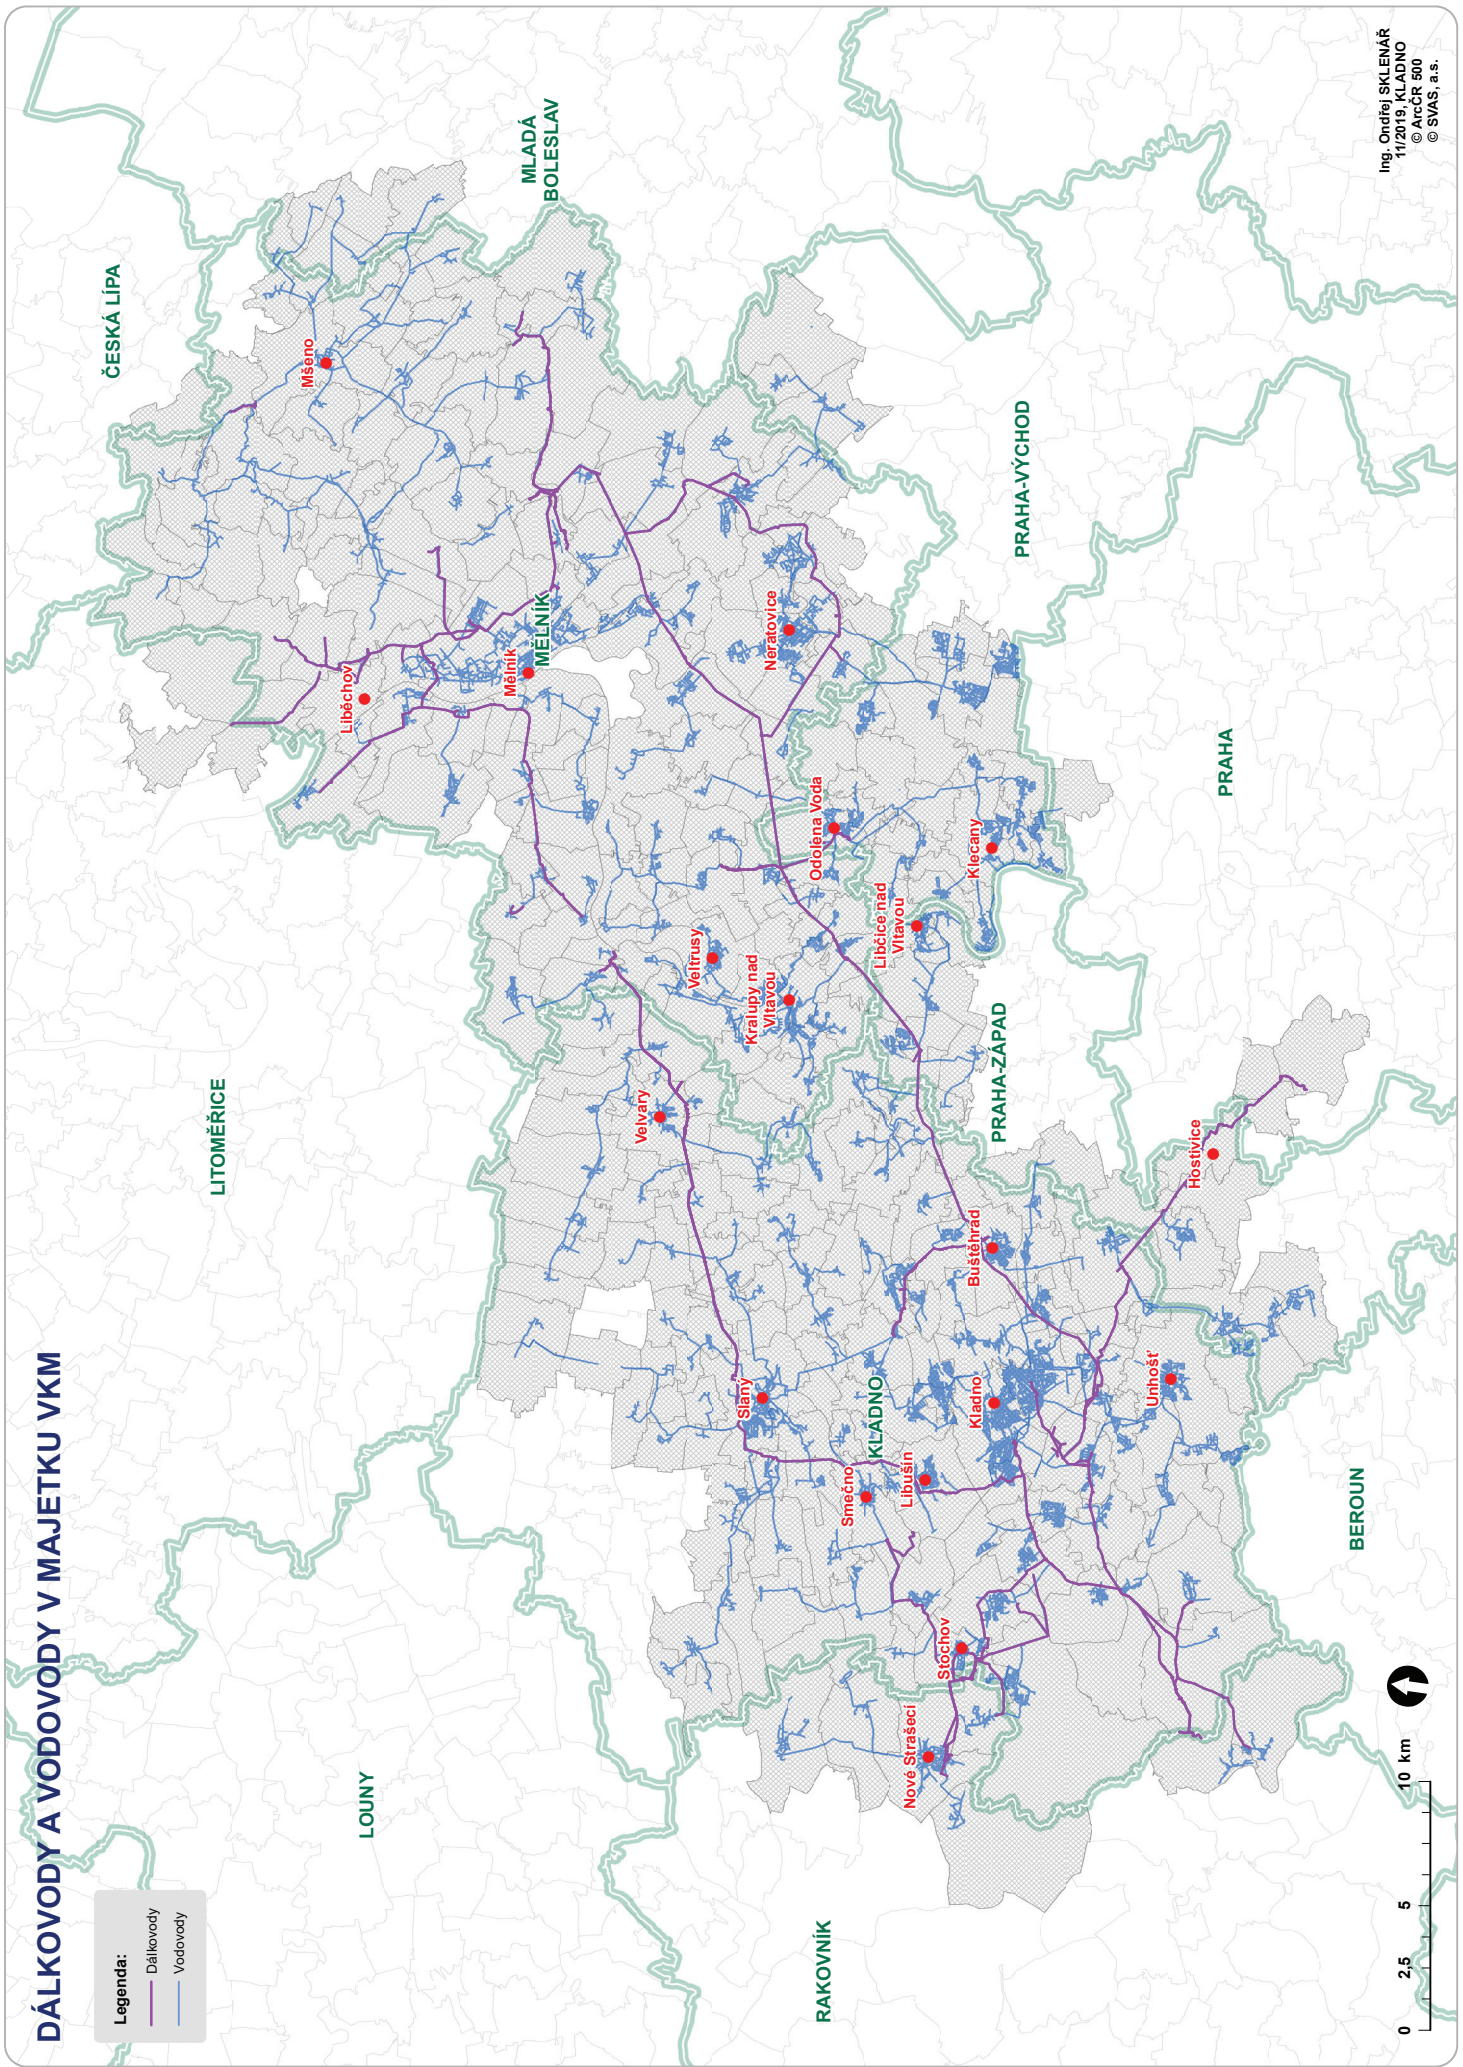 DÁLKOVODY A VODOVODY V MAJETKU VKM
Legenda:
Dálkovody
Vodovody
ČESKÁ LÍPA
MLADÁ
BOLESLAV
LITOMĚŘICE
LOUNY
RAKOVNÍK
BEROUN
PRAHA-ZÁPAD
PRAHA
PRAHA-VÝCHOD
MĚLNÍK
KLADNO
Mšeno
Liběchov
Mělník
Neratovice
Odolena Voda
Klecany
Libčice nad
Vltavou
Veltrusy
Kralupy nad
Vltavou
Velvary
Hostivice
Buštěhrad
Slaný
Kladno
Unhošť
Smečno
Libušín
Stochov
Nové Strašecí
0 2,5 5 10 km
Ing. Ondřej SKLENÁŘ
11/2019, KLADNO
© ArcČR 500
© SVAS, a.s.